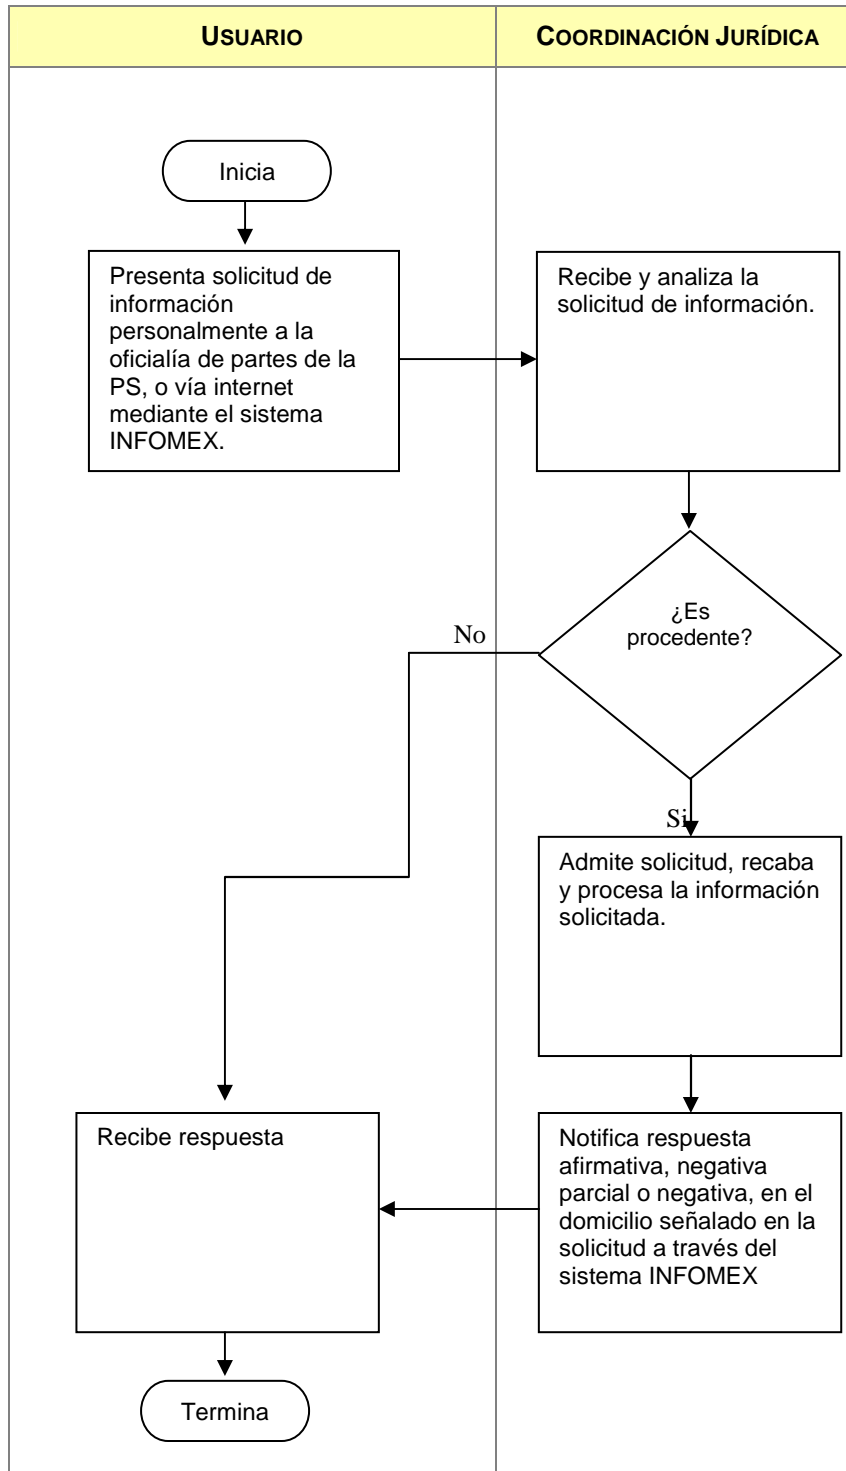 USUARIO
COORDINACIÓN JURÍDICA
Inicia
Presenta solicitud de
información
personalmente a la
oficialía de partes de la
PS, o vía internet
mediante el sistema
INFOMEX.
Recibe y analiza la
solicitud de información.
¿Es
procedente?
No
Si
Admite solicitud, recaba
y procesa la información
solicitada.
Notifica respuesta
afirmativa, negativa
parcial o negativa, en el
domicilio señalado en la
solicitud a través del
sistema INFOMEX
Recibe respuesta
Termina